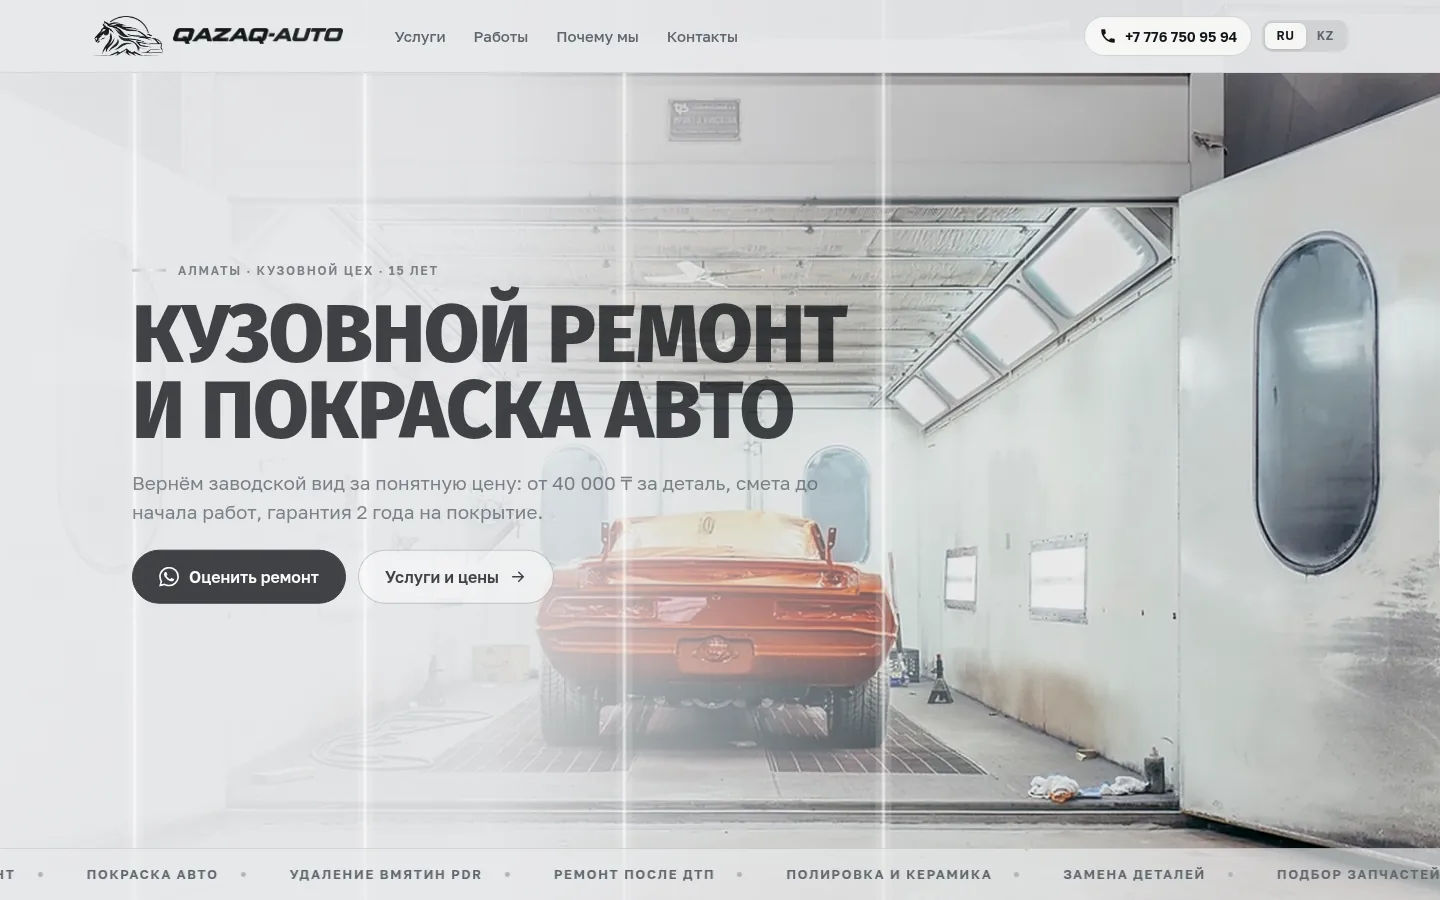 QAZAQ-AUTO
Услуги
Работы
Почему мы
Контакты
+7 776 750 95 94
RU
KZ
АЛМАТЫ · КУЗОВНОЙ ЦЕХ · 15 ЛЕТ
КУЗОВНОЙ РЕМОНТ
И ПОКРАСКА АВТО
Вернём заводской вид за понятную цену: от 40 000 ₸ за деталь, смета до
начала работ, гарантия 2 года на покрытие.
Оценить ремонт
Услуги и цены →
НТ • ПОКРАСКА АВТО • УДАЛЕНИЕ ВМЯТИН PDR • РЕМОНТ ПОСЛЕ ДТП • ПОЛИРОВКА И КЕРАМИКА • ЗАМЕНА ДЕТАЛЕЙ • ПОДБОР ЗАПЧАСТЕЙ